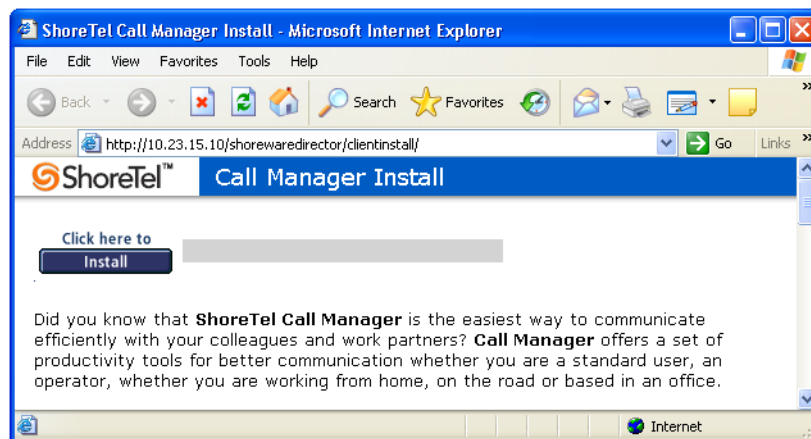 ShoreTel Call Manager Install - Microsoft Internet Explorer
File Edit View Favorites Tools Help
Back Search Favorites
Address http://10.23.15.10/shorewaredirector/clientinstall/ Go Links
ShoreTel™ Call Manager Install
Click here to
Install
Did you know that ShoreTel Call Manager is the easiest way to communicate
efficiently with your colleagues and work partners? Call Manager offers a set of
productivity tools for better communication whether you are a standard user, an
operator, whether you are working from home, on the road or based in an office.
Internet